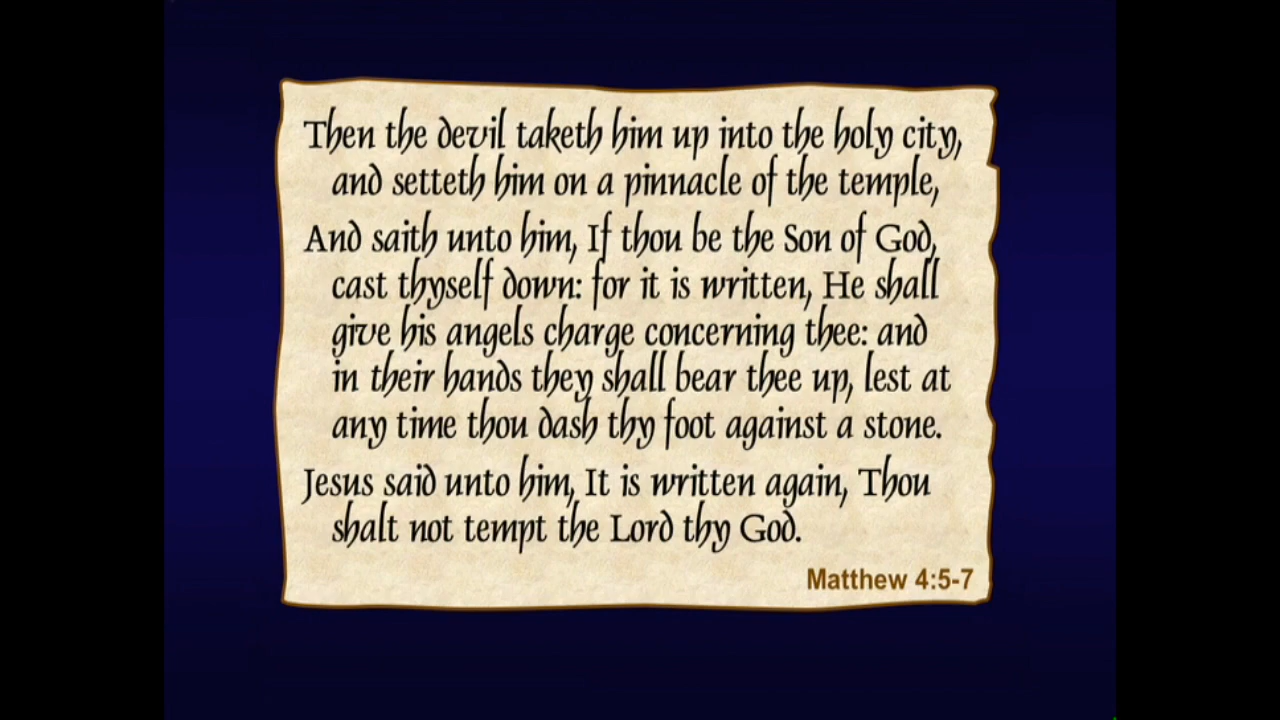 Then the devil taketh him up into the holy city,
and setteth him on a pinnacle of the temple,
And saith unto him, If thou be the Son of God,
cast thyself down: for it is written, He shall
give his angels charge concerning thee: and
in their hands they shall bear thee up, lest at
any time thou dash thy foot against a stone.
Jesus said unto him, It is written again, Thou
shalt not tempt the Lord thy God.
Matthew 4:5-7